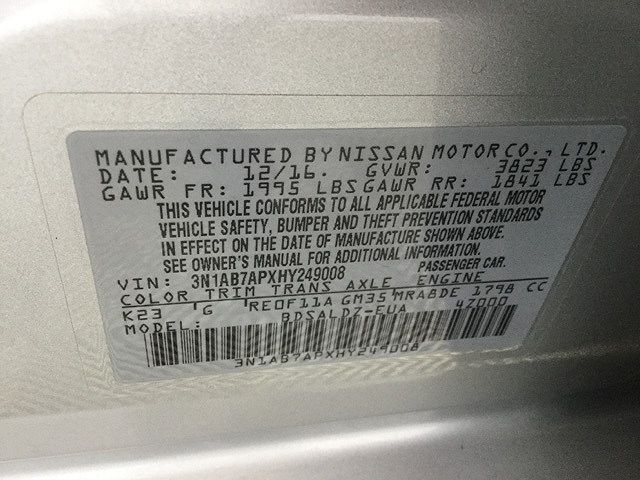 MANUFACTURED BY NISSAN MOTOR CO., LTD.
DATE: 12/16. GVWR: 3823 LBS
GAWR FR: 1995 LBS GAWR RR: 1841 LBS
THIS VEHICLE CONFORMS TO ALL APPLICABLE FEDERAL MOTOR
VEHICLE SAFETY, BUMPER AND THEFT PREVENTION STANDARDS
IN EFFECT ON THE DATE OF MANUFACTURE SHOWN ABOVE.
SEE OWNER'S MANUAL FOR ADDITIONAL INFORMATION.
VIN: 3N1AB7APXHY249008 PASSENGER CAR.
COLOR TRIM TRANS AXLE ENGINE
K23 G RE0F11A GM35 MRA8DE 1798 CC
MODEL: BDSALDZ-EUA 47000
3N1AB7APXHY249008